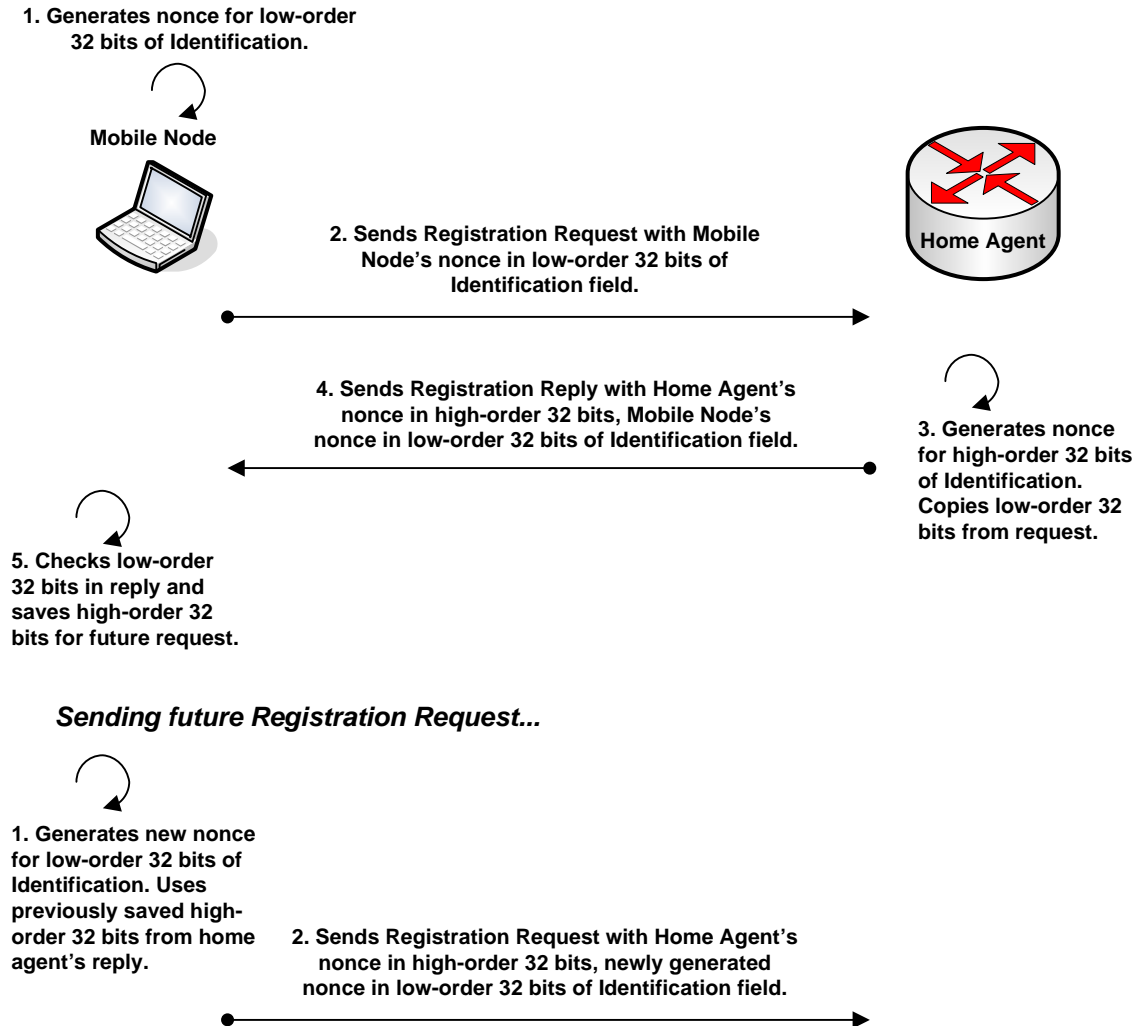 1. Generates nonce for low-order
32 bits of Identification.
Mobile Node
Home Agent
2. Sends Registration Request with Mobile
Node's nonce in low-order 32 bits of
Identification field.
4. Sends Registration Reply with Home Agent's
nonce in high-order 32 bits, Mobile Node's
nonce in low-order 32 bits of Identification field.
3. Generates nonce
for high-order 32 bits
of Identification.
Copies low-order 32
bits from request.
5. Checks low-order
32 bits in reply and
saves high-order 32
bits for future request.
Sending future Registration Request...
1. Generates new nonce
for low-order 32 bits of
Identification. Uses
previously saved high-
order 32 bits from home
agent's reply.
2. Sends Registration Request with Home Agent's
nonce in high-order 32 bits, newly generated
nonce in low-order 32 bits of Identification field.